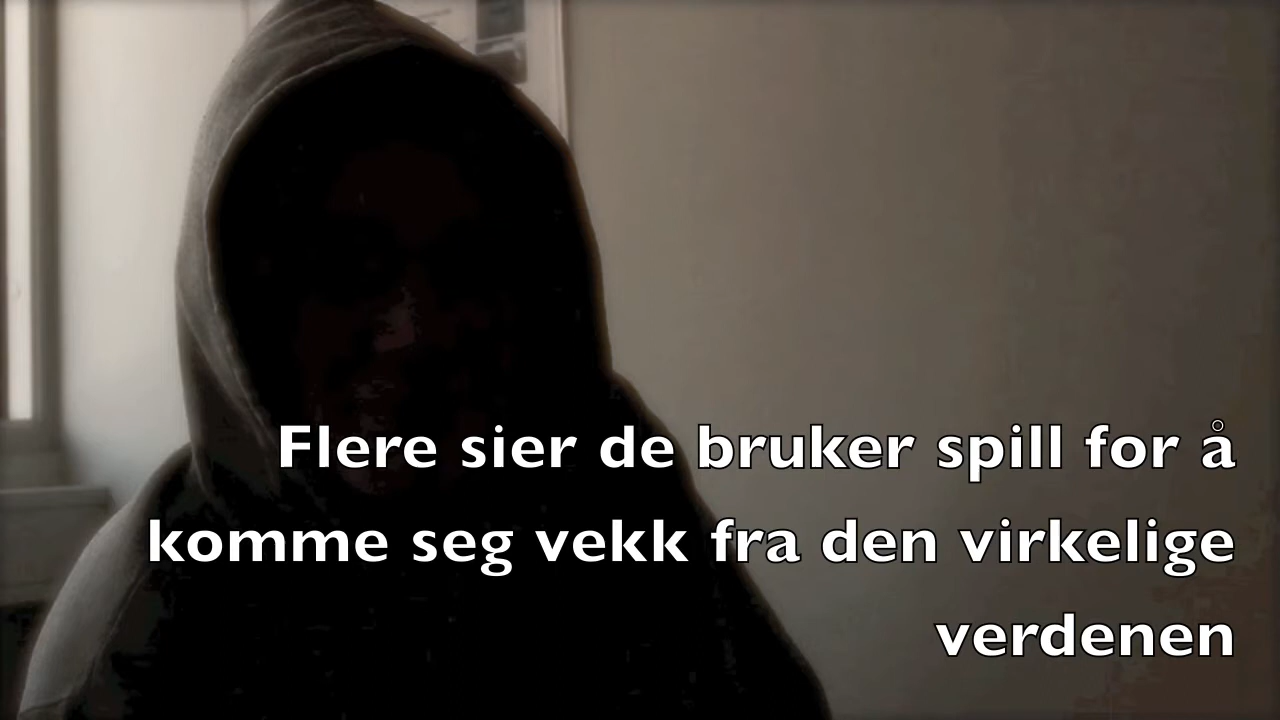 Flere sier de bruker spill for å
komme seg vekk fra den virkelige
verdenen